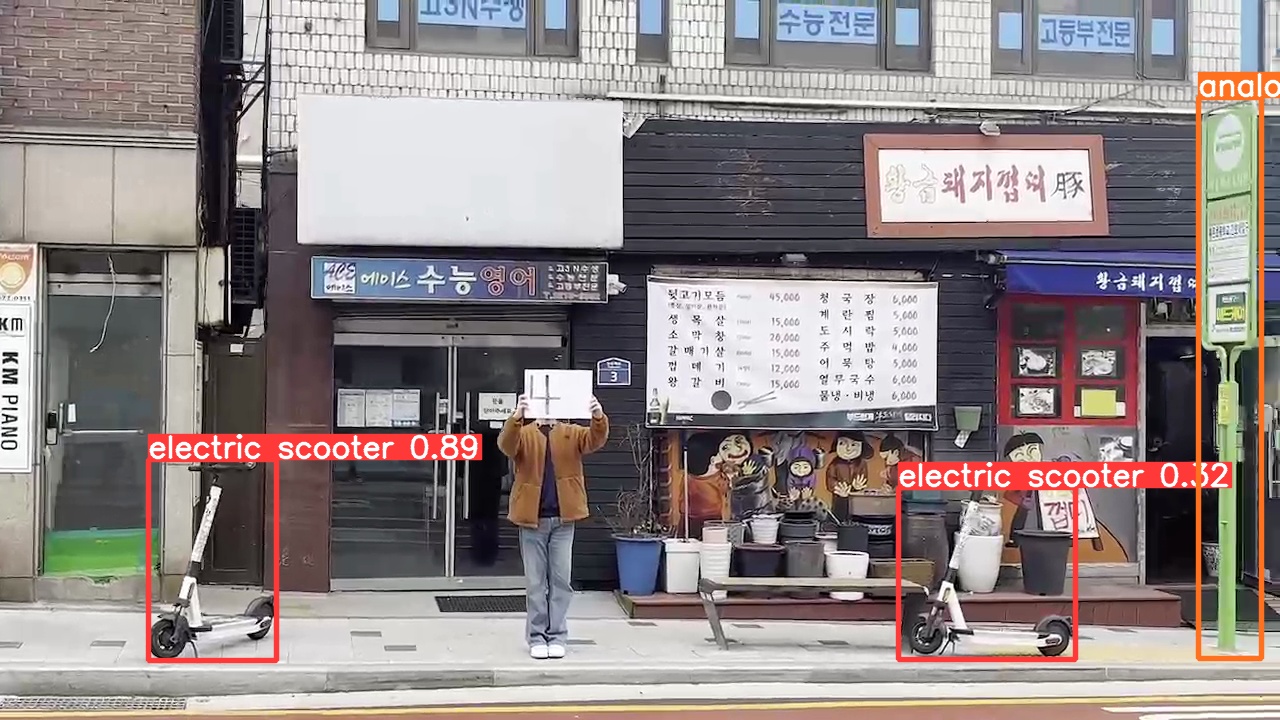 고3N수생
수능전문
고등부전문
analo
황금돼지껍데 豚
ACE
에이스
에이스 수능영어
고3 N수생
수능전문
고등부전문
황금돼지껍데
뒷고기모듬 45,000
생목살 15,000
소막창 20,000
갈매기살 15,000
껍데기 12,000
왕갈비 15,000
청국장 6,000
계란찜 5,000
도시락 5,000
주먹밥 4,000
어묵탕 5,000
열무국수 6,000
물냉·비냉 6,000
3
4
KM
KM PIANO
electric scooter 0.89
electric scooter 0.32
껍데